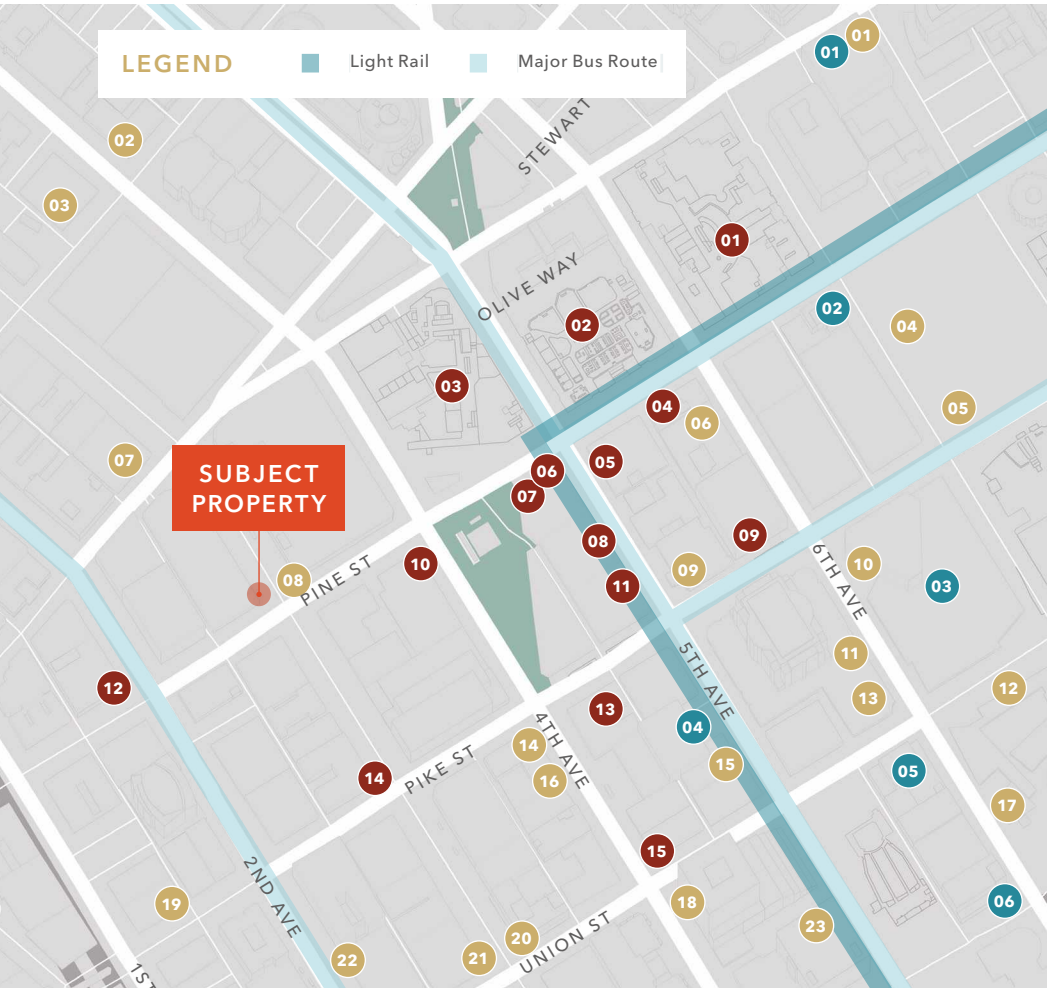 LEGEND
Light Rail
Major Bus Route
01
01
02
03
STEWART
01
OLIVE WAY
02
02
04
03
04
06
05
07
SUBJECT
PROPERTY
06
05
07
08
09
10
08
PINE ST
09
6TH AVE
10
11
03
12
11
5TH AVE
12
13
13
4TH AVE
04
14
15
14
PIKE ST
16
05
17
15
2ND AVE
19
18
06
20
UNION ST
23
21
22
1ST